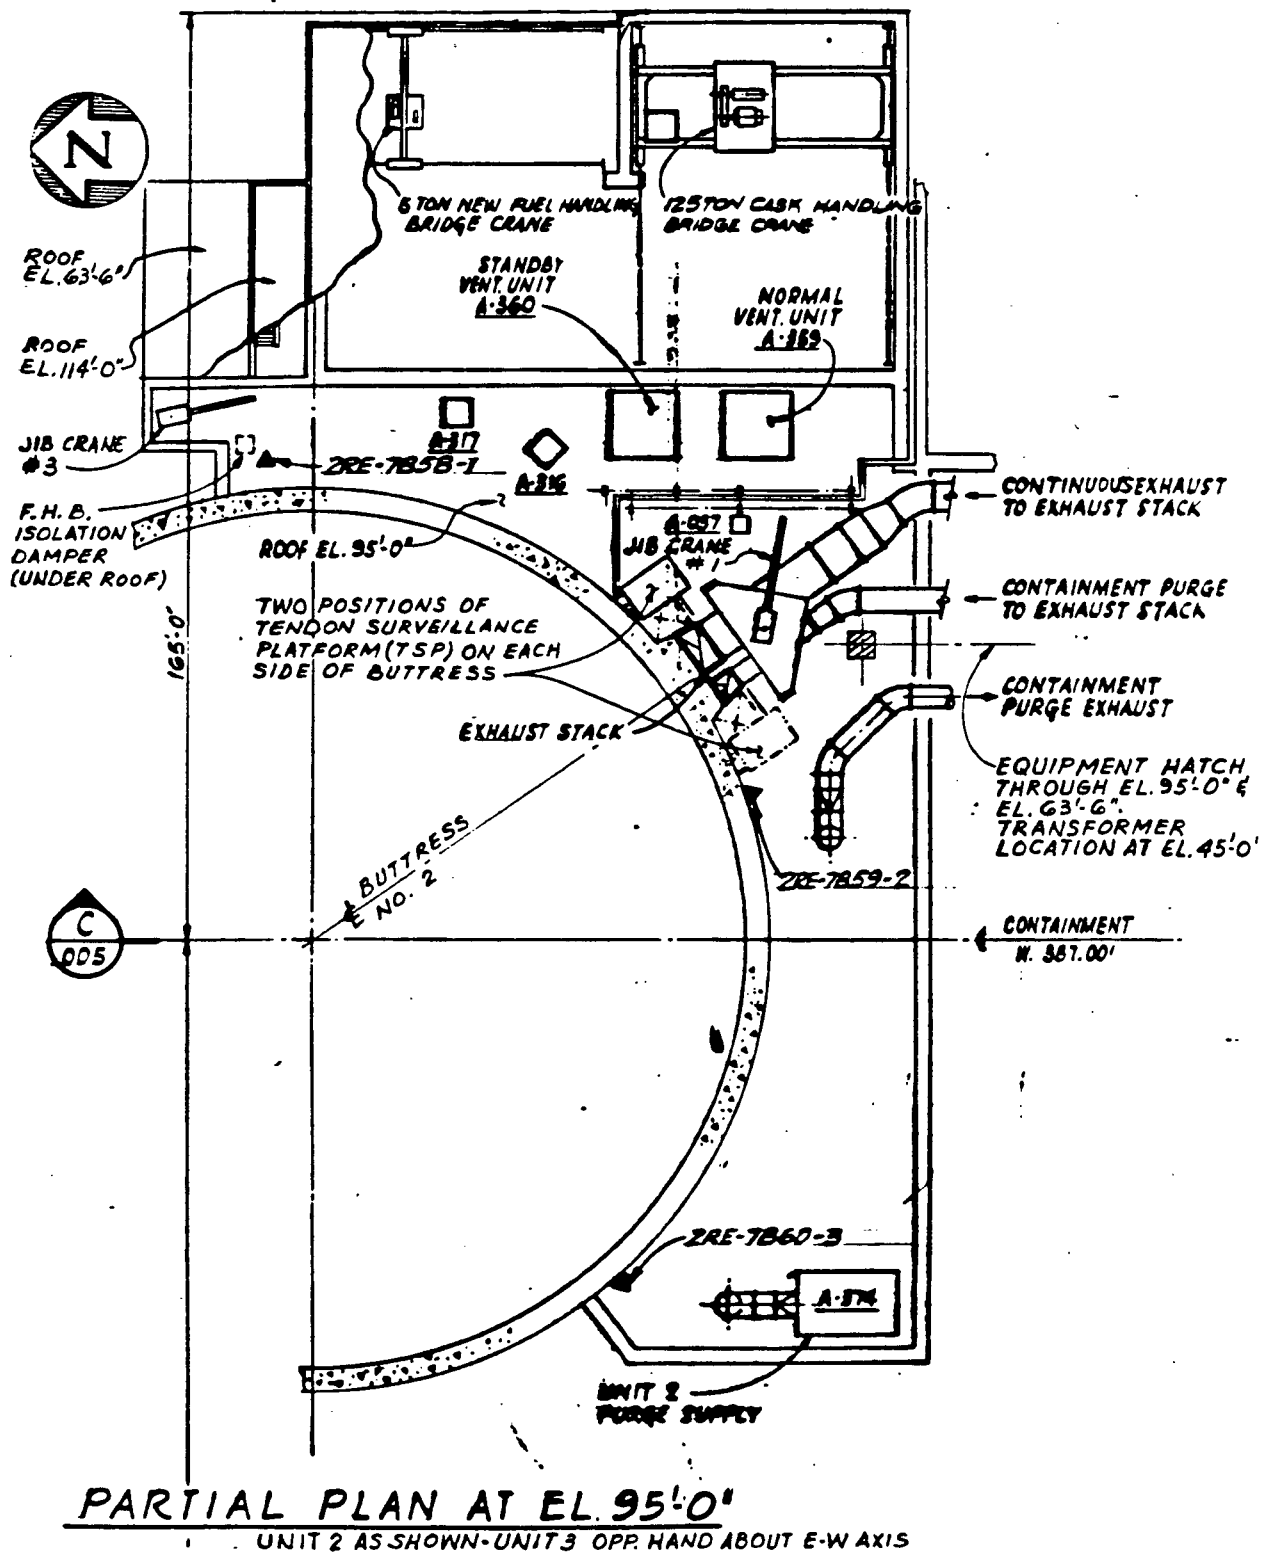 N
5 TON NEW FUEL HANDLING
BRIDGE CRANE
125 TON CASK HANDLING
BRIDGE CRANE
ROOF
EL. 63'-6"
STANDBY
VENT. UNIT
A-360
NORMAL
VENT. UNIT
A-359
ROOF
EL. 114'-0"
JIB CRANE
#3
A-317
A-316
2RE-7858-1
F.H.B.
ISOLATION
DAMPER
(UNDER ROOF)
ROOF EL. 95'-0"
A-057
JIB CRANE
#1
CONTINUOUS EXHAUST
TO EXHAUST STACK
CONTAINMENT PURGE
TO EXHAUST STACK
TWO POSITIONS OF
TENDON SURVEILLANCE
PLATFORM (TSP) ON EACH
SIDE OF BUTTRESS
165'-0"
CONTAINMENT
PURGE EXHAUST
EXHAUST STACK
EQUIPMENT HATCH
THROUGH EL. 95'-0" &
EL. 63'-6".
TRANSFORMER
LOCATION AT EL. 45'-0'
℄ BUTTRESS
NO. 2
2RE-7859-2
C
005
CONTAINMENT
W. 387.00'
2RE-7860-3
A-374
UNIT 2
PURGE SUPPLY
PARTIAL PLAN AT EL. 95'-0"
UNIT 2 AS SHOWN-UNIT 3 OPP. HAND ABOUT E-W AXIS